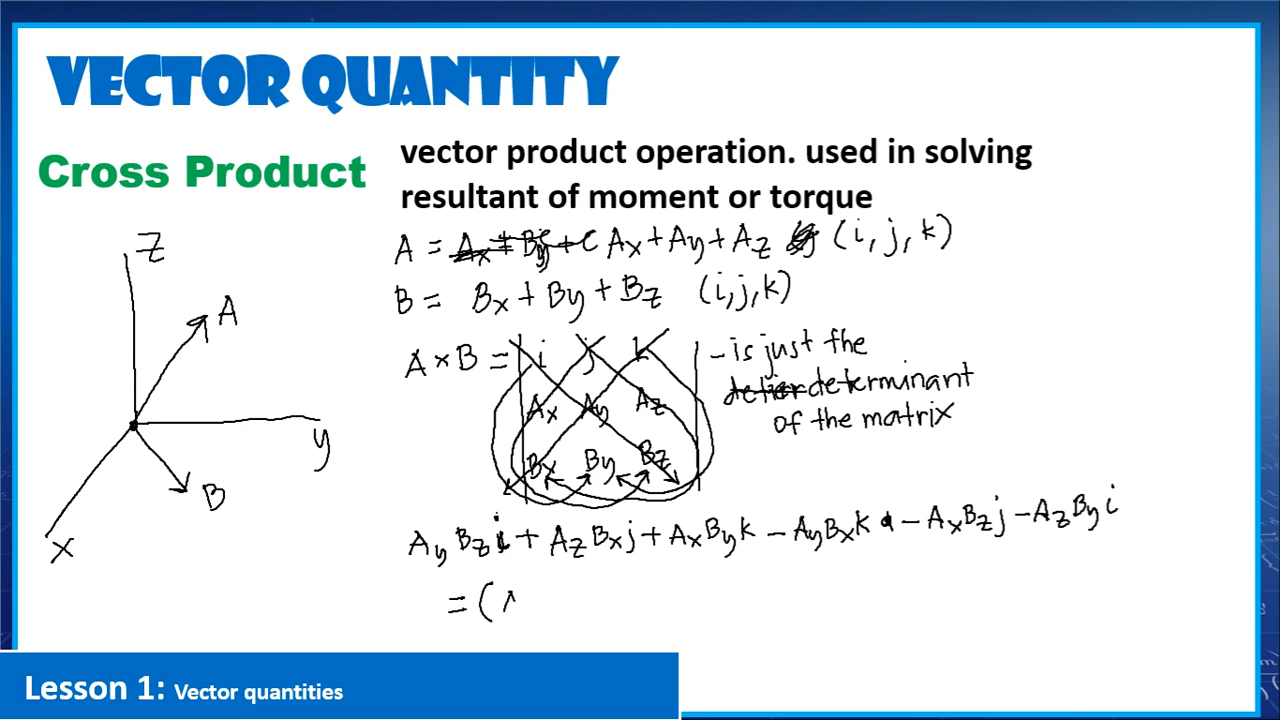 VECTOR QUANTITY
Cross Product
vector product operation. used in solving
resultant of moment or torque
A = Ax + Ay + Az (i, j, k)
B = Bx + By + Bz (i,j,k)
A × B = i j k
Ax Ay Az
Bx By Bz
- is just the
determinant
of the matrix
Z
A
y
B
x
AyBzi + AzBxj + AxByk - AyBxk - AxBzj - AzByi
= (A
Lesson 1: Vector quantities